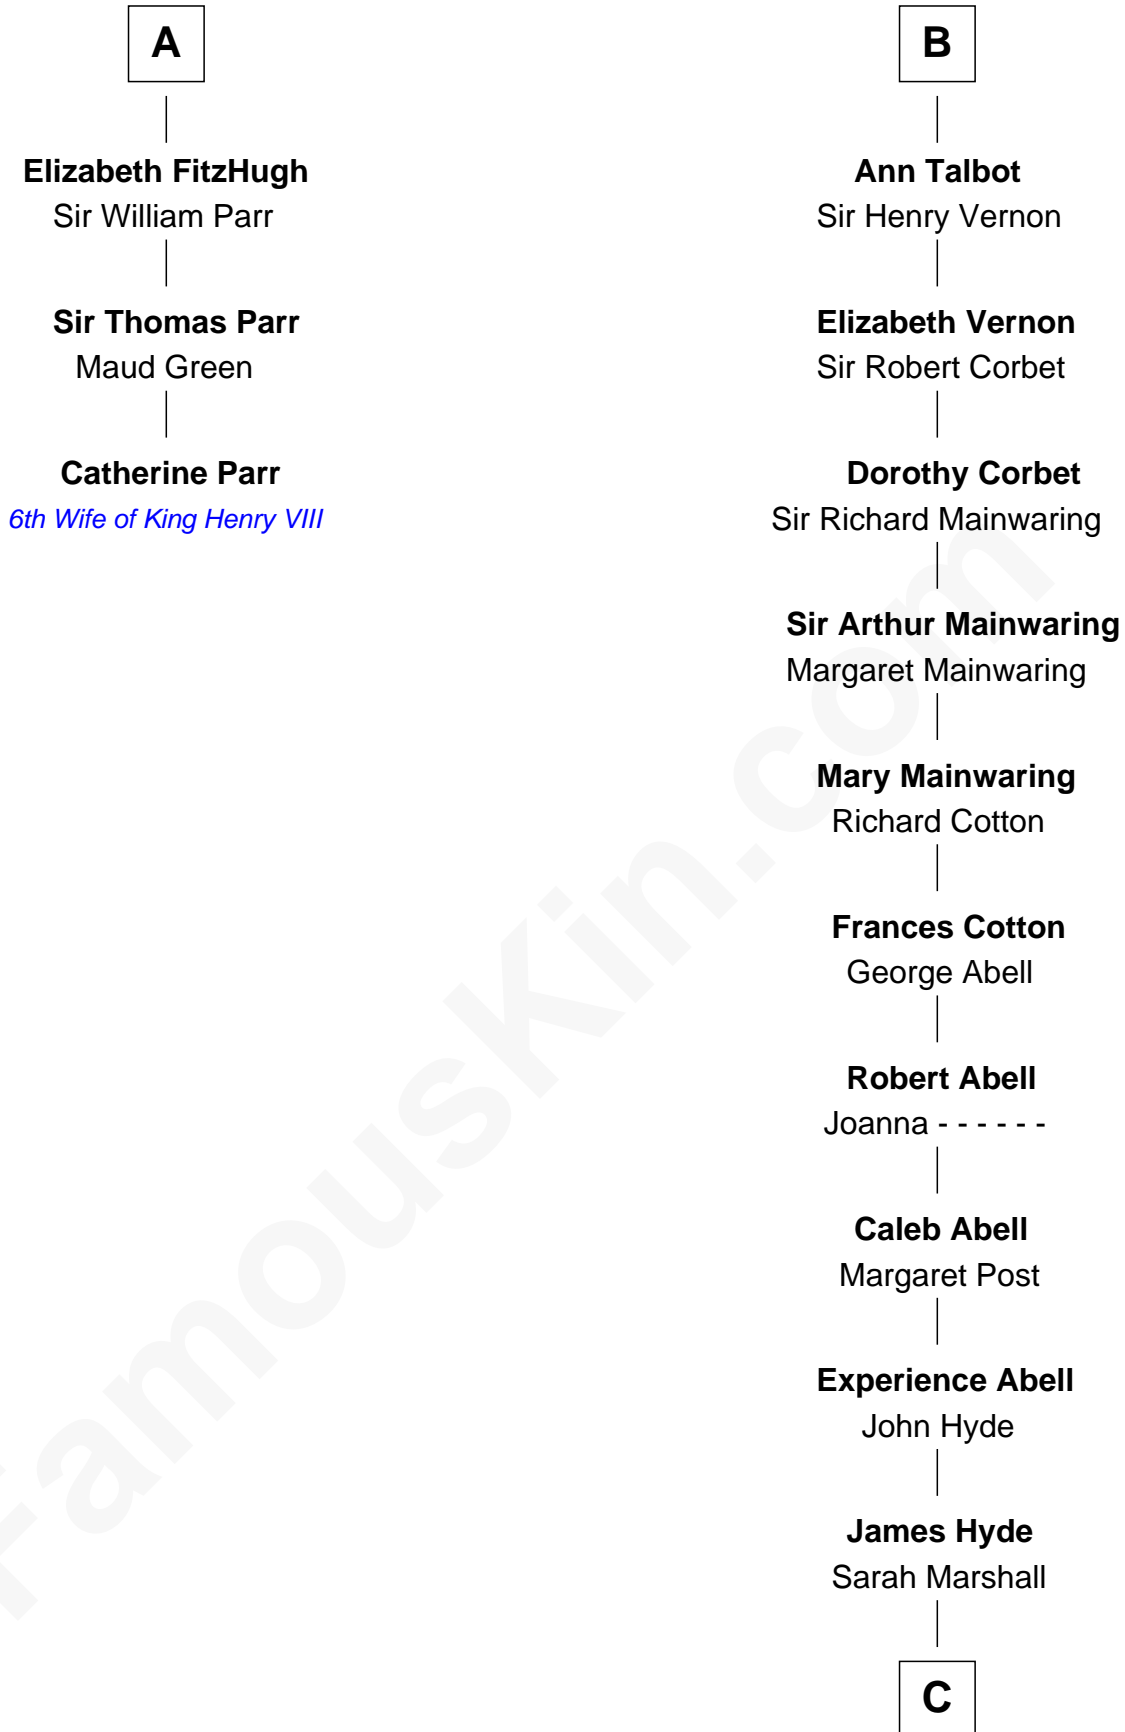 A
Elizabeth FitzHugh
Sir William Parr
Sir Thomas Parr
Maud Green
Catherine Parr
6th Wife of King Henry VIII
B
Ann Talbot
Sir Henry Vernon
Elizabeth Vernon
Sir Robert Corbet
Dorothy Corbet
Sir Richard Mainwaring
Sir Arthur Mainwaring
Margaret Mainwaring
Mary Mainwaring
Richard Cotton
Frances Cotton
George Abell
Robert Abell
Joanna - - - - - -
Caleb Abell
Margaret Post
Experience Abell
John Hyde
James Hyde
Sarah Marshall
C
FamousKin.com